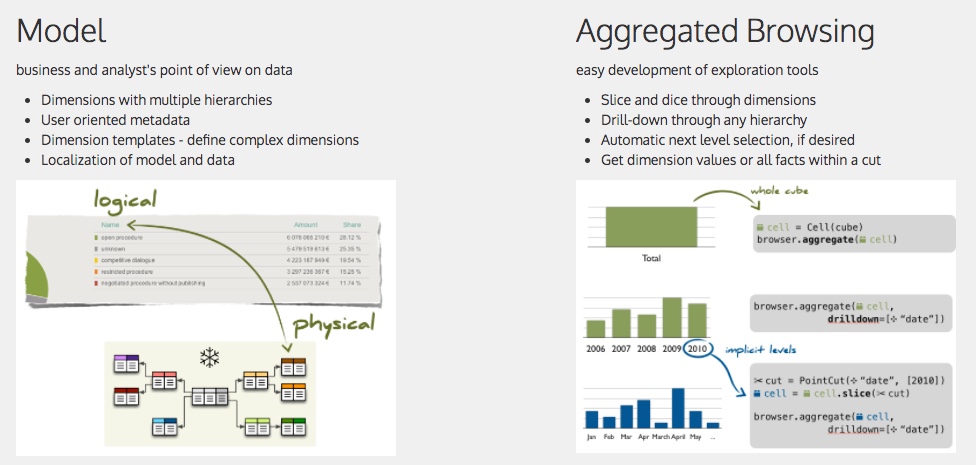 Model
business and analyst's point of view on data
Dimensions with multiple hierarchies
User oriented metadata
Dimension templates - define complex dimensions
Localization of model and data
logical
Name Amount Share
open procedure 6 076 066 210 € 28.12 %
unknown 5 479 519 613 € 25.35 %
competitive dialogue 4 223 187 949 € 19.54 %
restricted procedure 3 297 236 367 € 15.26 %
negotiated procedure without publishing 2 537 073 324 € 11.74 %
physical
Aggregated Browsing
easy development of exploration tools
Slice and dice through dimensions
Drill-down through any hierarchy
Automatic next level selection, if desired
Get dimension values or all facts within a cut
whole cube
cell = Cell(cube)
browser.aggregate(cell)
Total
browser.aggregate(cell,
drilldown=[“date”])
2006 2007 2008 2009 2010
implicit levels
cut = PointCut(“date”, [2010])
cell = cell.slice(cut)
browser.aggregate(cell,
drilldown=[“date”])
Jan Feb Mar Apr March April May ...